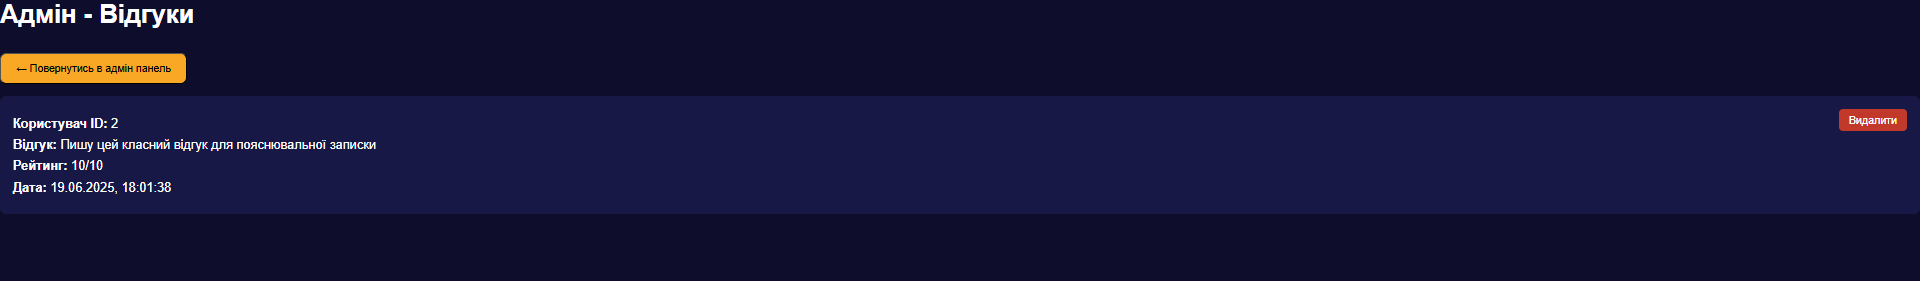 Адмін - Відгуки
← Повернутись в адмін панель
Користувач ID: 2
Видалити
Відгук: Пишу цей класний відгук для пояснювальної записки
Рейтинг: 10/10
Дата: 19.06.2025, 18:01:38